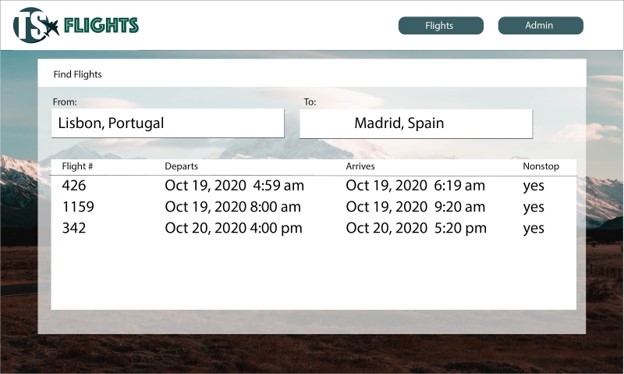 TS FLIGHTS
Flights
Admin
Find Flights
From:
To:
Lisbon, Portugal
Madrid, Spain
Flight # Departs Arrives Nonstop
426 Oct 19, 2020 4:59 am Oct 19, 2020 6:19 am yes
1159 Oct 19, 2020 8:00 am Oct 19, 2020 9:20 am yes
342 Oct 20, 2020 4:00 pm Oct 20, 2020 5:20 pm yes